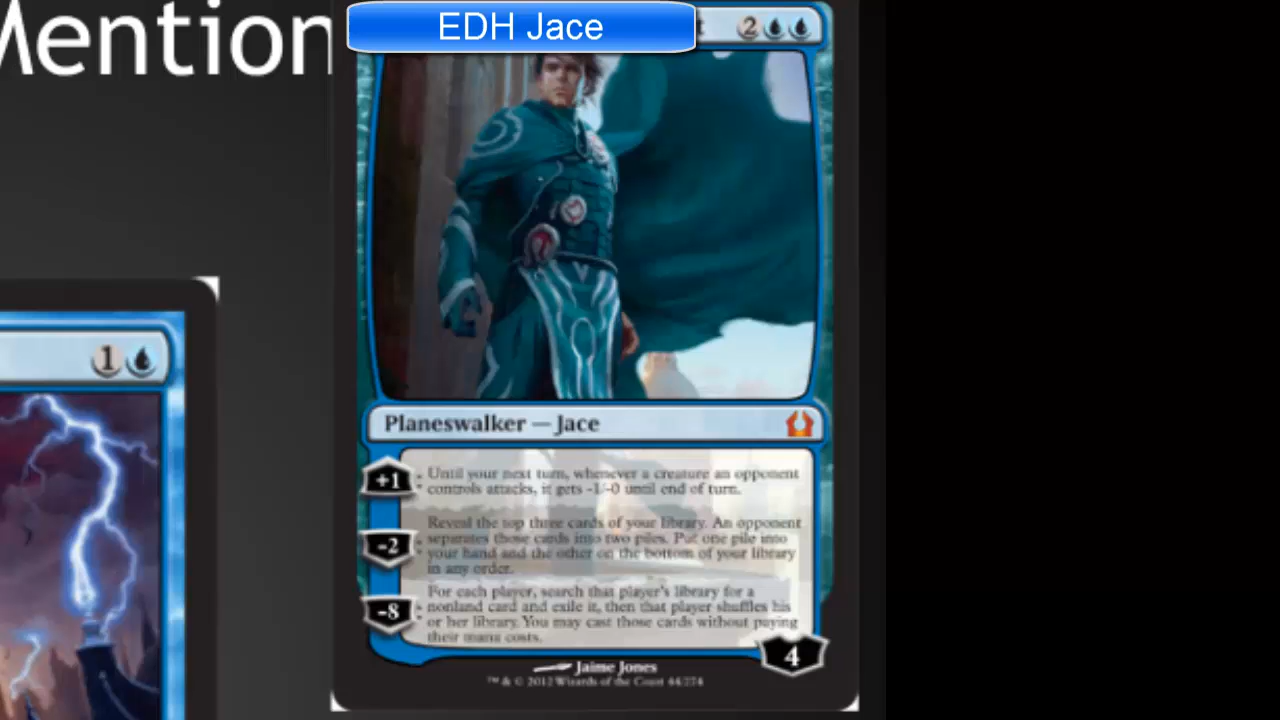 Mention
EDH Jace
2
1
Planeswalker — Jace
+1
Until your next turn, whenever a creature an opponent
controls attacks, it gets -1/-0 until end of turn.
-2
Reveal the top three cards of your library. An opponent
separates those cards into two piles. Put one pile into
your hand and the other on the bottom of your library
in any order.
-8
For each player, search that player's library for a
nonland card and exile it, then that player shuffles his
or her library. You may cast those cards without paying
their mana costs.
4
Jaime Jones
™ & © 2012 Wizards of the Coast 44/274